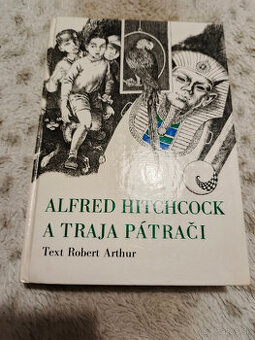 ALFRED HITCHCOCK
A TRAJA PÁTRAČI
Text Robert Arthur